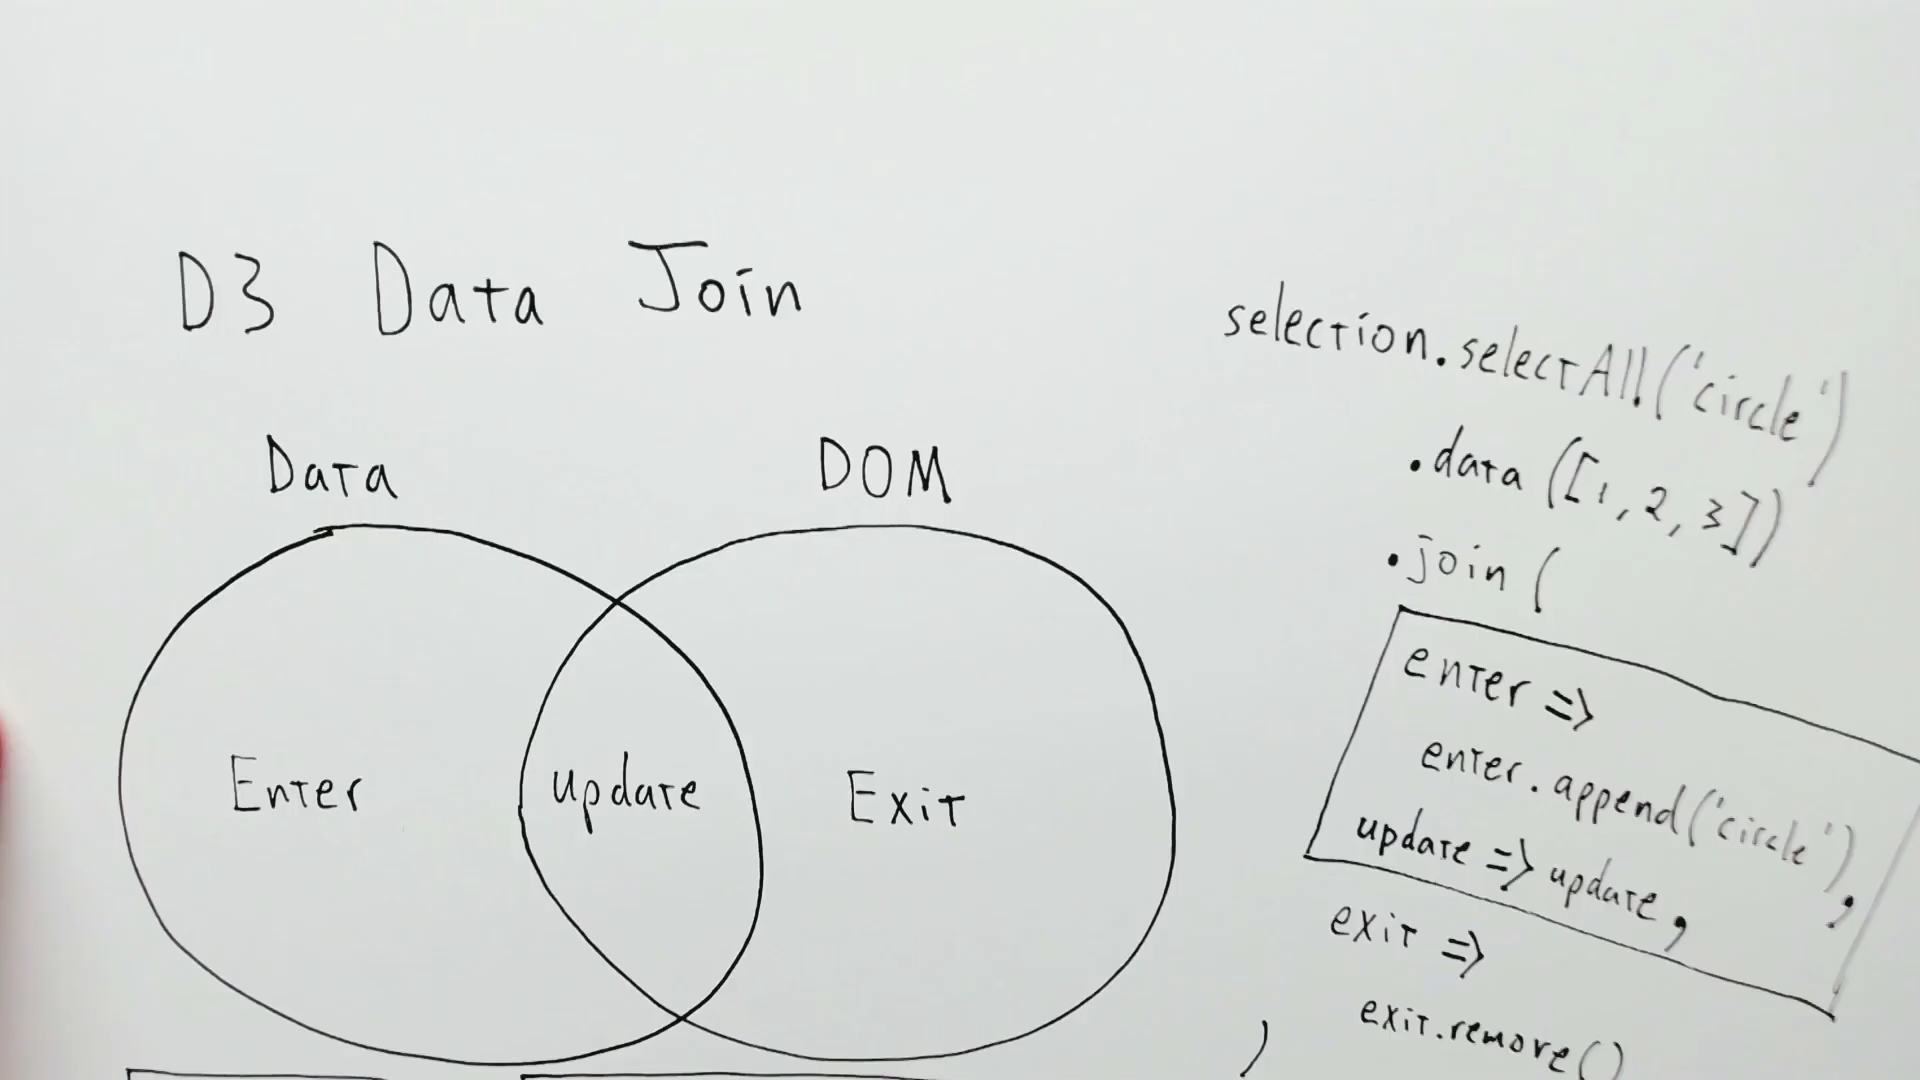 D3 Data Join
Data
DOM
Enter
update
Exit
selection.selectAll('circle')
.data([1,2,3])
.join(
enter =>
enter.append('circle'),
update => update,
exit =>
exit.remove()
)